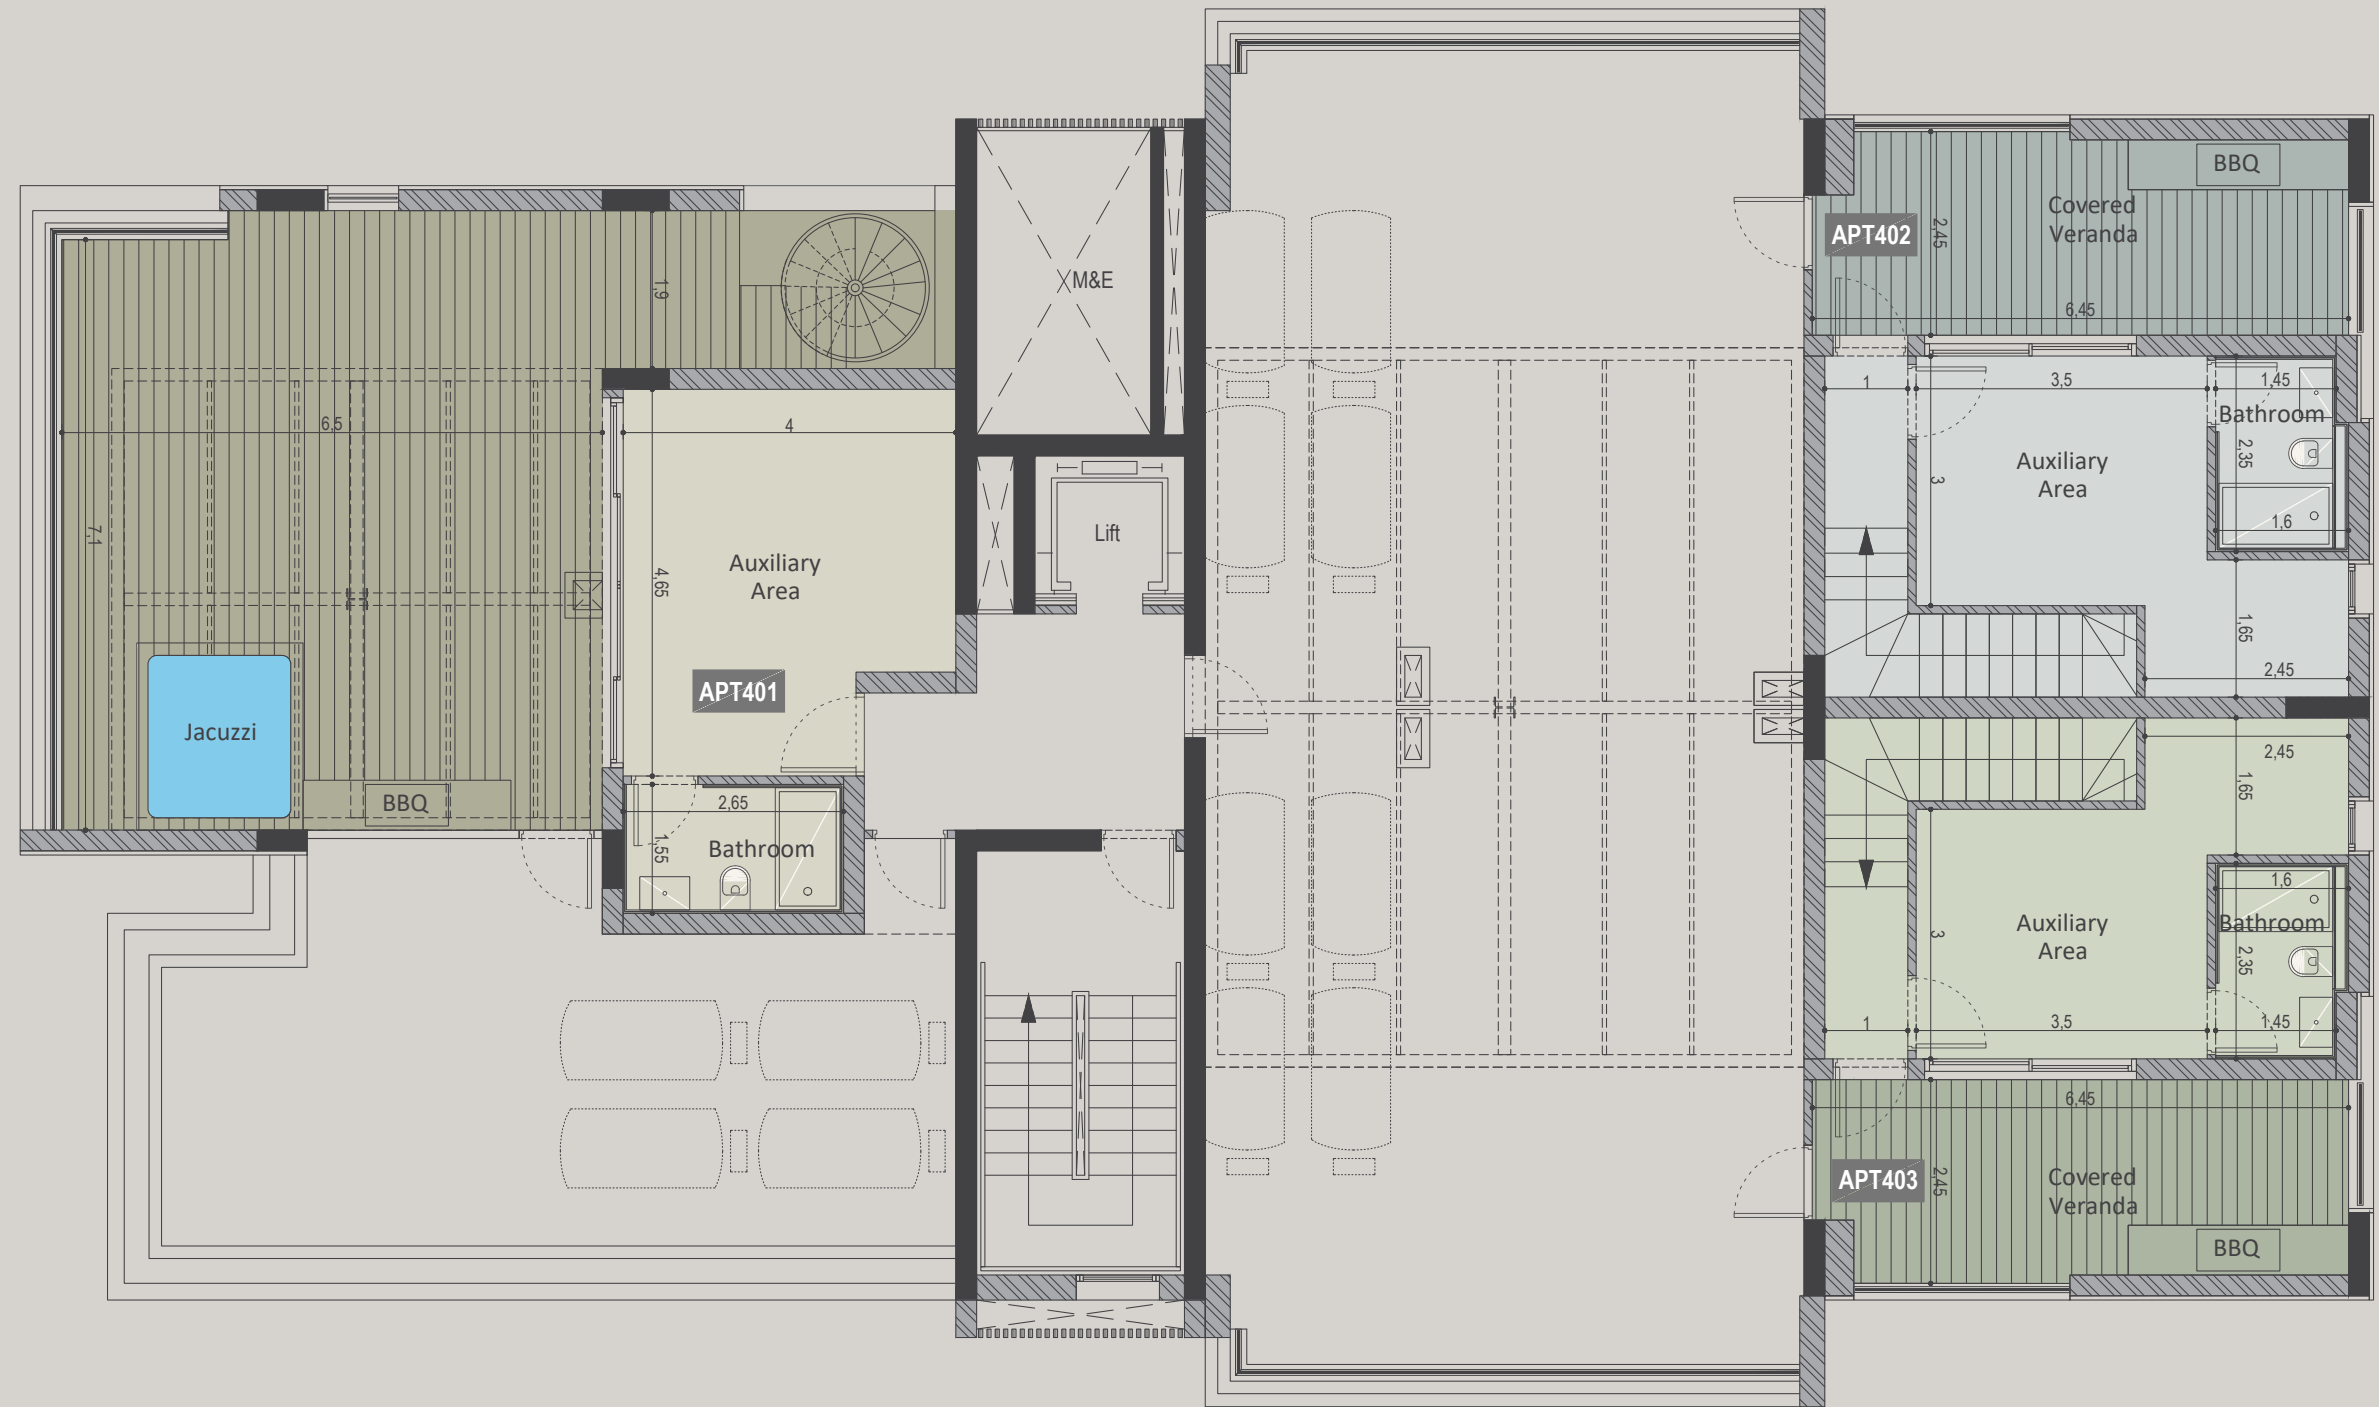 M&E
Lift
1,9
6,5
7,1
4
4,65
Auxiliary
Area
APT401
Jacuzzi
BBQ
2,65
1,55
Bathroom
BBQ
Covered
Veranda
APT402
2,45
6,45
1
3,5
1,45
Bathroom
2,35
Auxiliary
Area
3
1,6
1,65
2,45
2,45
1,65
1,6
Auxiliary
Area
3
Bathroom
2,35
1
3,5
1,45
6,45
APT403
2,45
Covered
Veranda
BBQ